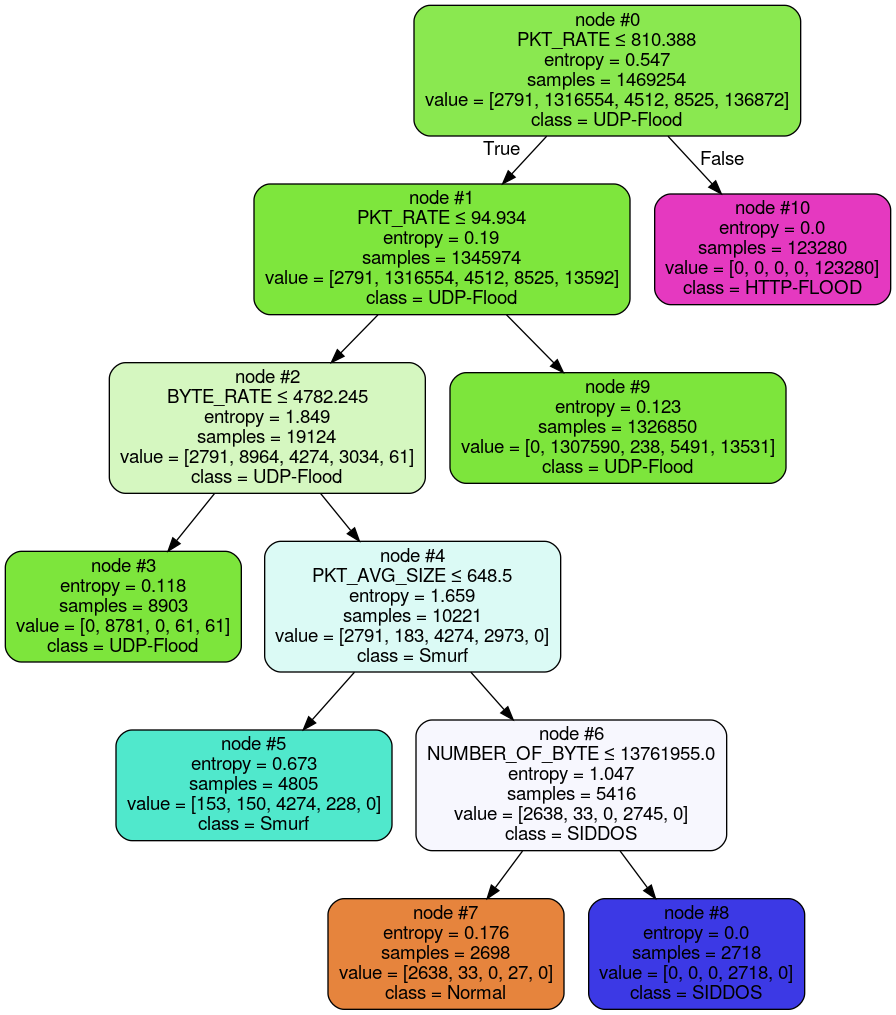 node #0
PKT_RATE ≤ 810.388
entropy = 0.547
samples = 1469254
value = [2791, 1316554, 4512, 8525, 136872]
class = UDP-Flood
True
False
node #1
PKT_RATE ≤ 94.934
entropy = 0.19
samples = 1345974
value = [2791, 1316554, 4512, 8525, 13592]
class = UDP-Flood
node #10
entropy = 0.0
samples = 123280
value = [0, 0, 0, 0, 123280]
class = HTTP-FLOOD
node #2
BYTE_RATE ≤ 4782.245
entropy = 1.849
samples = 19124
value = [2791, 8964, 4274, 3034, 61]
class = UDP-Flood
node #9
entropy = 0.123
samples = 1326850
value = [0, 1307590, 238, 5491, 13531]
class = UDP-Flood
node #3
entropy = 0.118
samples = 8903
value = [0, 8781, 0, 61, 61]
class = UDP-Flood
node #4
PKT_AVG_SIZE ≤ 648.5
entropy = 1.659
samples = 10221
value = [2791, 183, 4274, 2973, 0]
class = Smurf
node #5
entropy = 0.673
samples = 4805
value = [153, 150, 4274, 228, 0]
class = Smurf
node #6
NUMBER_OF_BYTE ≤ 13761955.0
entropy = 1.047
samples = 5416
value = [2638, 33, 0, 2745, 0]
class = SIDDOS
node #7
entropy = 0.176
samples = 2698
value = [2638, 33, 0, 27, 0]
class = Normal
node #8
entropy = 0.0
samples = 2718
value = [0, 0, 0, 2718, 0]
class = SIDDOS